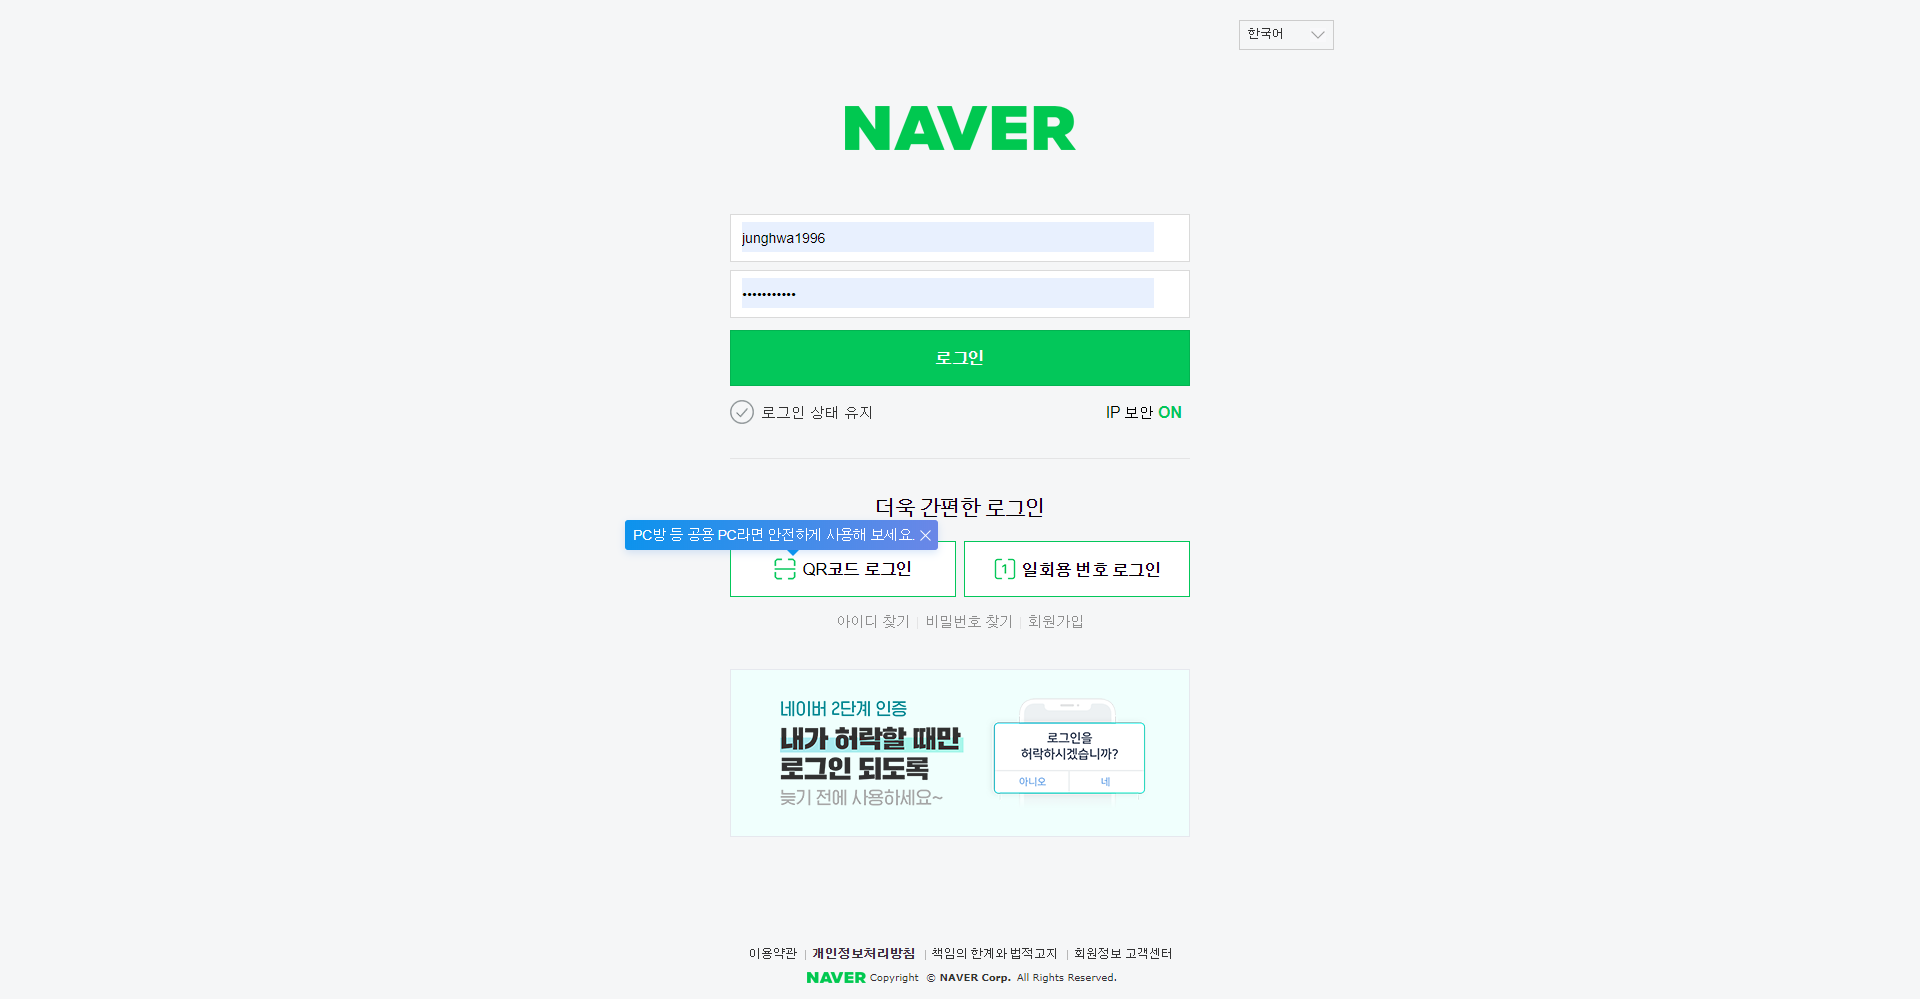 한국어
NAVER
junghwa1996
•••••••••••
로그인
로그인 상태 유지
IP 보안 ON
더욱 간편한 로그인
PC방 등 공용 PC라면 안전하게 사용해 보세요.
QR코드 로그인
1 일회용 번호 로그인
아이디 찾기 | 비밀번호 찾기 | 회원가입
네이버 2단계 인증
내가 허락할 때만
로그인 되도록
늦기 전에 사용하세요~
로그인을
허락하시겠습니까?
아니오 네
이용약관 | 개인정보처리방침 | 책임의 한계와 법적고지 | 회원정보 고객센터
NAVER Copyright © NAVER Corp. All Rights Reserved.